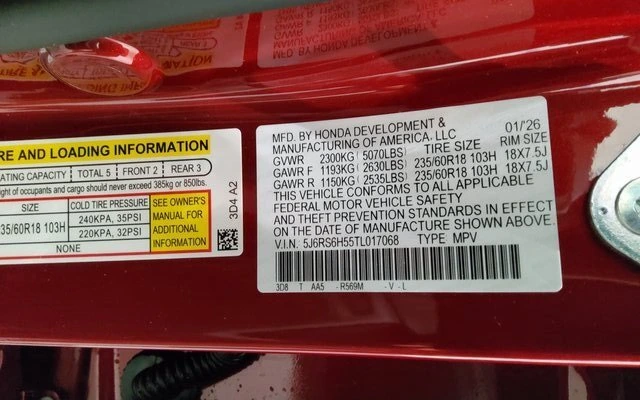 RE AND LOADING INFORMATION
EATING CAPACITY TOTAL 5 FRONT 2 REAR 3
ight of occupants and cargo should never exceed 385kg or 850lbs.
SIZE COLD TIRE PRESSURE SEE OWNER'S MANUAL FOR ADDITIONAL INFORMATION
35/60R18 103H 240KPA, 35PSI
220KPA, 32PSI
NONE
3D4 A2
MFD. BY HONDA DEVELOPMENT & 01/'26
MANUFACTURING OF AMERICA, LLC RIM SIZE
GVWR 2300KG(5070LBS)
GAWR F 1193KG(2630LBS) 235/60R18 103H 18X7.5J
GAWR R 1150KG(2535LBS) 235/60R18 103H 18X7.5J
THIS VEHICLE CONFORMS TO ALL APPLICABLE
FEDERAL MOTOR VEHICLE SAFETY
AND THEFT PREVENTION STANDARDS IN EFFECT
ON THE DATE OF MANUFACTURE SHOWN ABOVE.
V.I.N. 5J6RS6H55TL017068 TYPE MPV
3D8 T AA5 - R569M - V - L